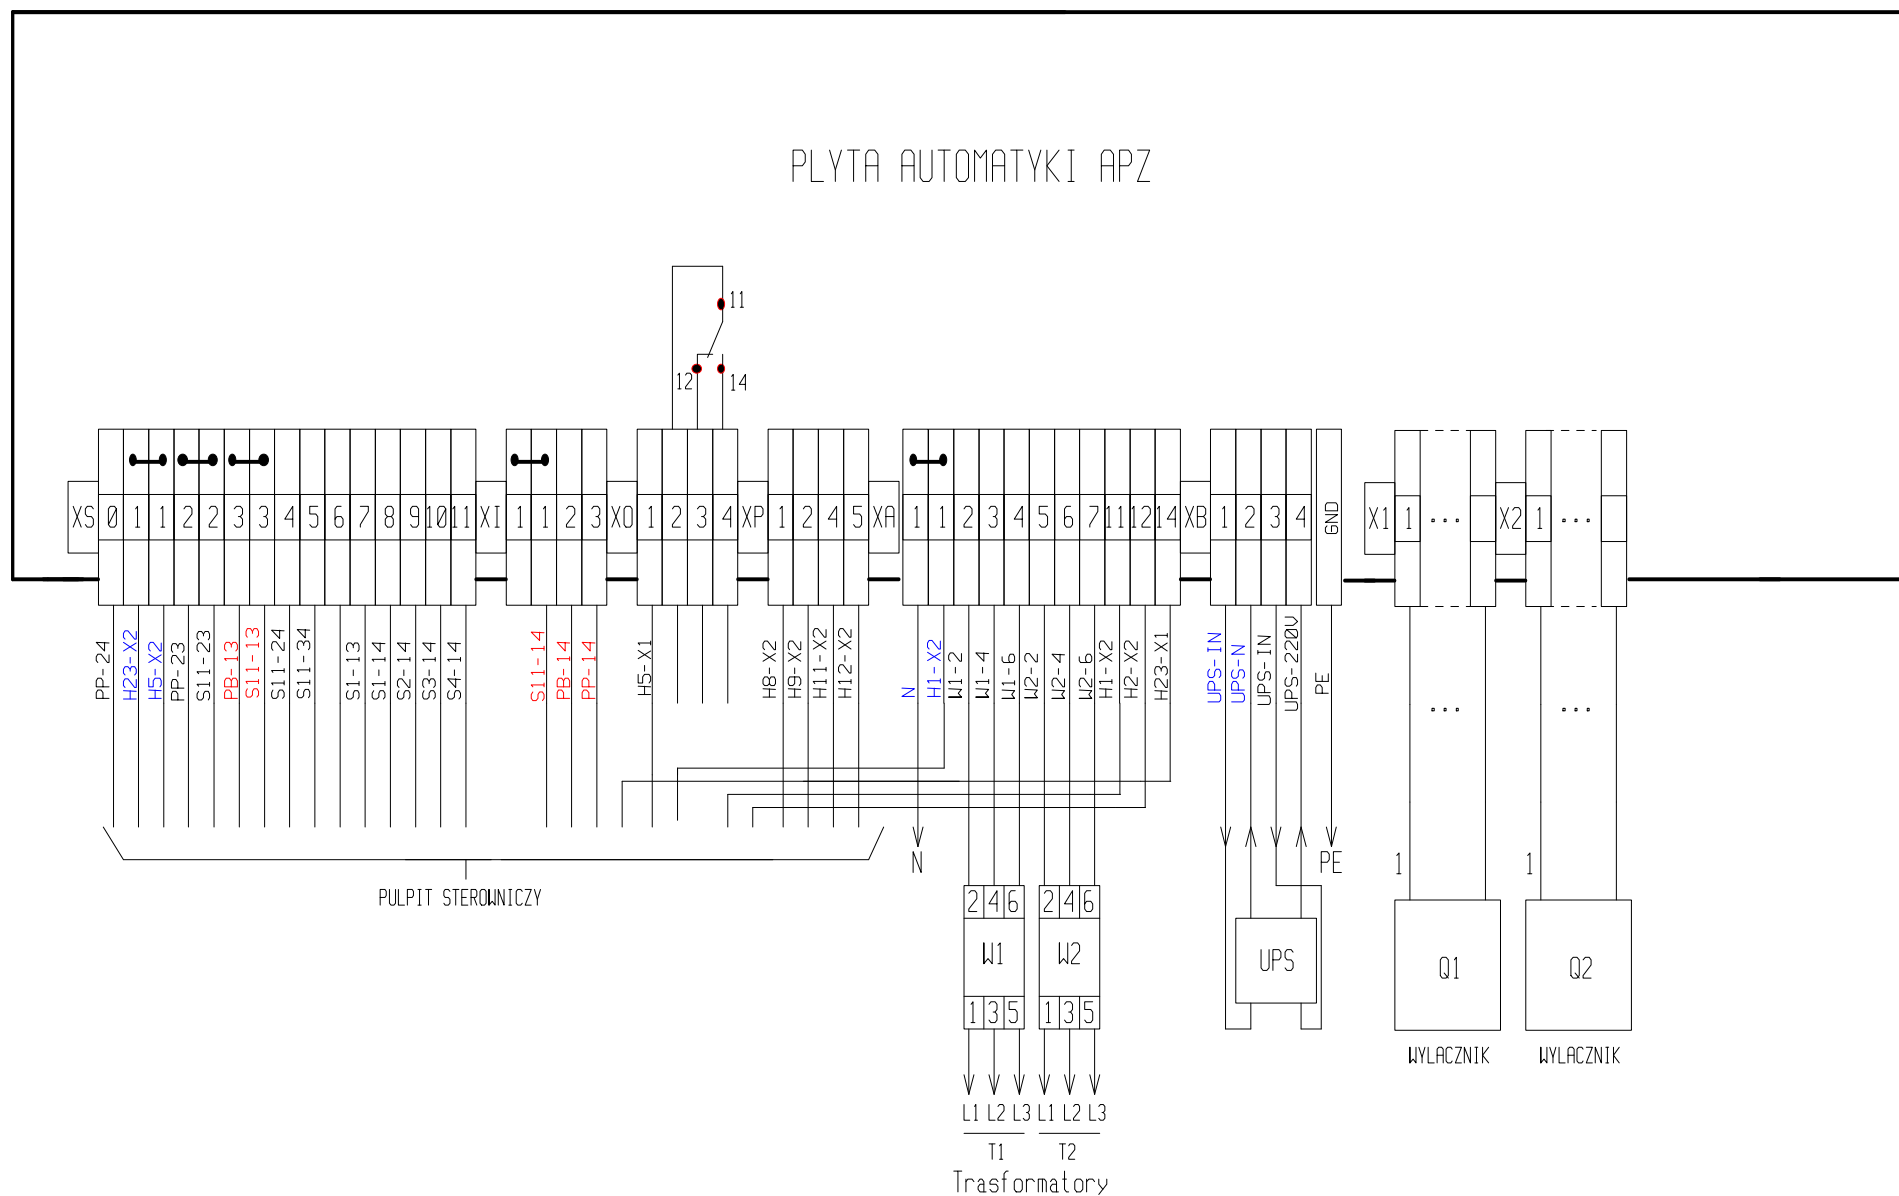 PLYTA AUTOMATYKI APZ
11
12 14
XS 0 1 1 2 2 3 3 4 5 6 7 8 9 10 11 XI 1 1 2 3 XO 1 2 3 4 XP 1 2 4 5 XA 1 1 2 3 4 5 6 7 11 12 14 XB 1 2 3 4 GND X1 1 ... X2 1 ...
PP-24
H23-X2
H5-X2
PP-23
S11-23
PB-13
S11-13
S11-24
S11-34
S1-13
S1-14
S2-14
S3-14
S4-14
S11-14
PB-14
PP-14
H5-X1
H8-X2
H9-X2
H11-X2
H12-X2
N
H1-X2
W1-2
W1-4
W1-6
W2-2
W2-4
W2-6
H1-X2
H2-X2
H23-X1
UPS-IN
UPS-N
UPS-IN
UPS-220V
PE
... ...
N PE 1 1
PULPIT STEROWNICZY
2 4 6 2 4 6
W1 W2 UPS Q1 Q2
1 3 5 1 3 5
WYLACZNIK WYLACZNIK
L1 L2 L3 L1 L2 L3
T1 T2
Trasformatory